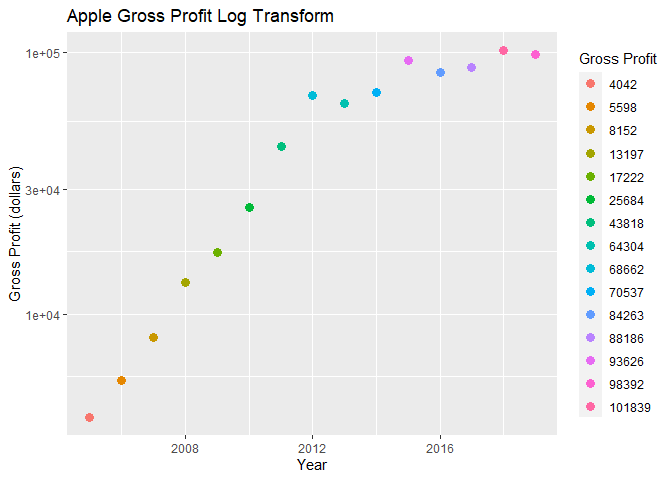 Apple Gross Profit Log Transform
Gross Profit (dollars)
1e+05
3e+04
1e+04
2008
2012
2016
Year
Gross Profit
4042
5598
8152
13197
17222
25684
43818
64304
68662
70537
84263
88186
93626
98392
101839